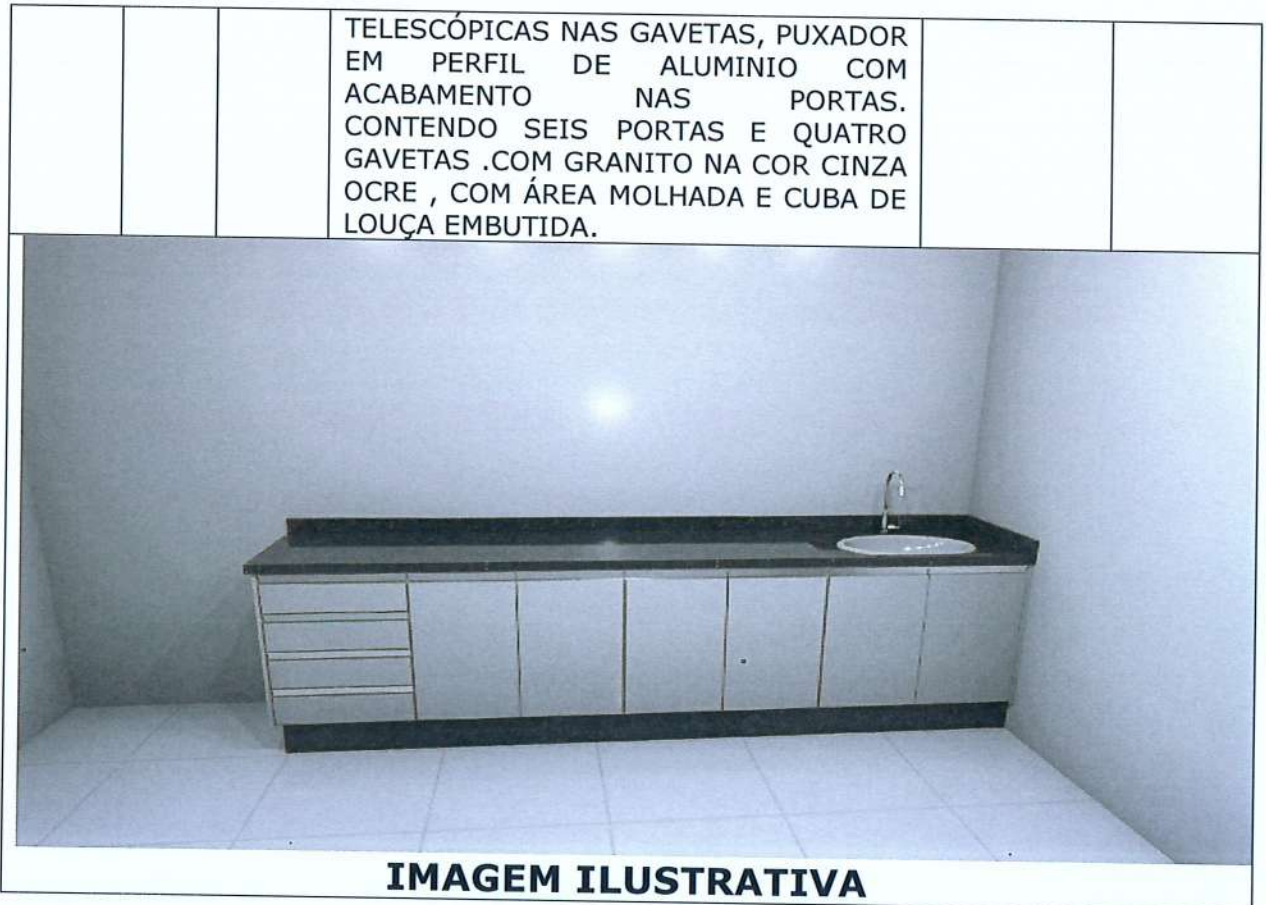 TELESCÓPICAS NAS GAVETAS, PUXADOR
EM PERFIL DE ALUMINIO COM
ACABAMENTO NAS PORTAS.
CONTENDO SEIS PORTAS E QUATRO
GAVETAS .COM GRANITO NA COR CINZA
OCRE , COM ÁREA MOLHADA E CUBA DE
LOUÇA EMBUTIDA.
IMAGEM ILUSTRATIVA